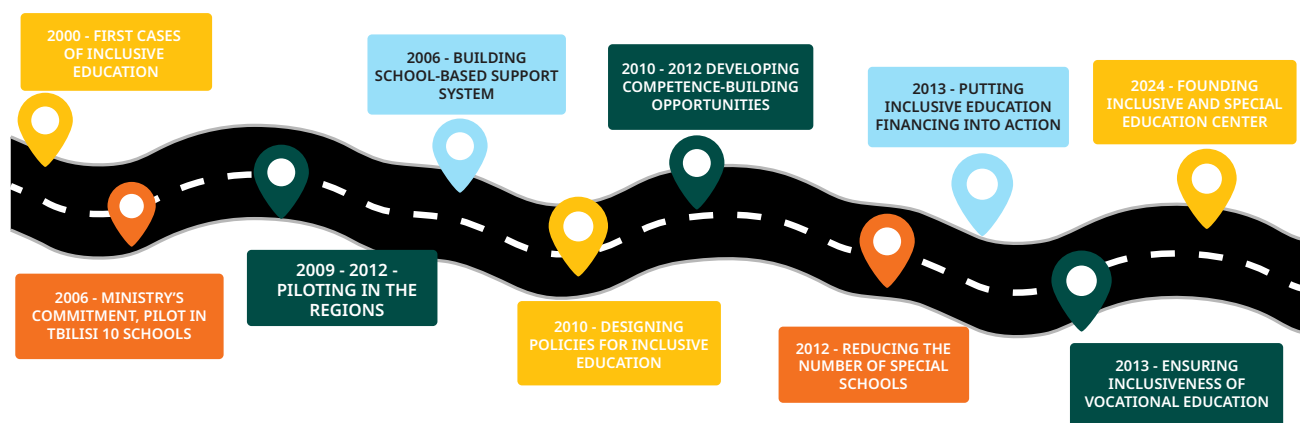 2000 - FIRST CASES
OF INCLUSIVE
EDUCATION
2006 - MINISTRY'S
COMMITMENT, PILOT IN
TBILISI 10 SCHOOLS
2009 - 2012 -
PILOTING IN THE
REGIONS
2006 - BUILDING
SCHOOL-BASED SUPPORT
SYSTEM
2010 - DESIGNING
POLICIES FOR INCLUSIVE
EDUCATION
2010 - 2012 DEVELOPING
COMPETENCE-BUILDING
OPPORTUNITIES
2012 - REDUCING THE
NUMBER OF SPECIAL
SCHOOLS
2013 - PUTTING
INCLUSIVE EDUCATION
FINANCING INTO ACTION
2013 - ENSURING
INCLUSIVENESS OF
VOCATIONAL EDUCATION
2024 - FOUNDING
INCLUSIVE AND SPECIAL
EDUCATION CENTER